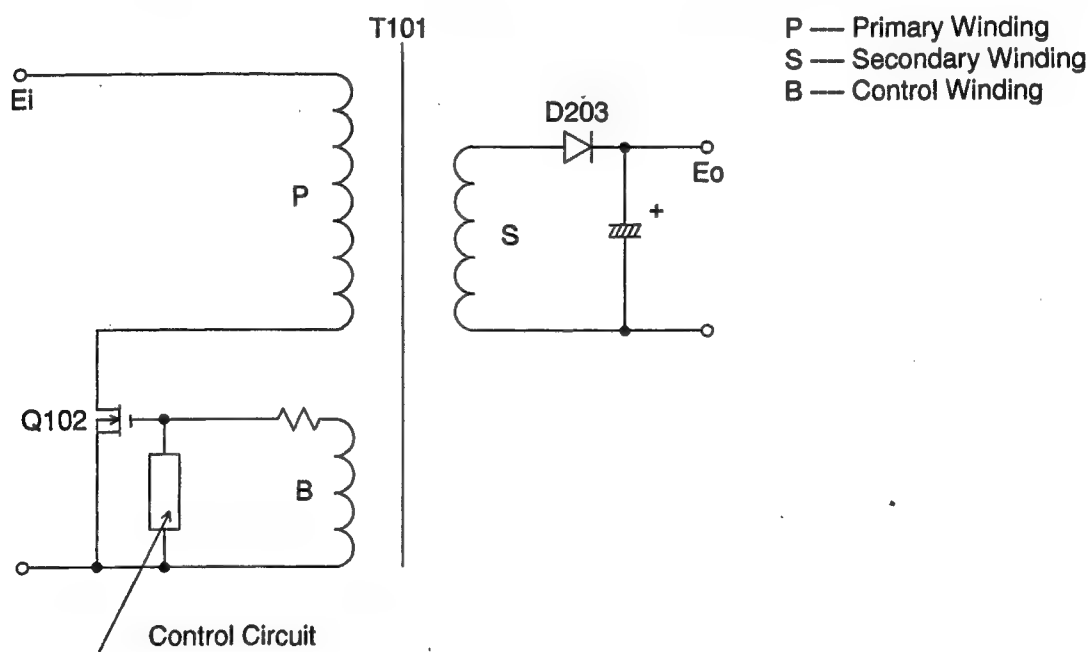 T101
P — Primary Winding
S — Secondary Winding
B — Control Winding
Ei
D203
Eo
P
+
S
Q102
B
Control Circuit